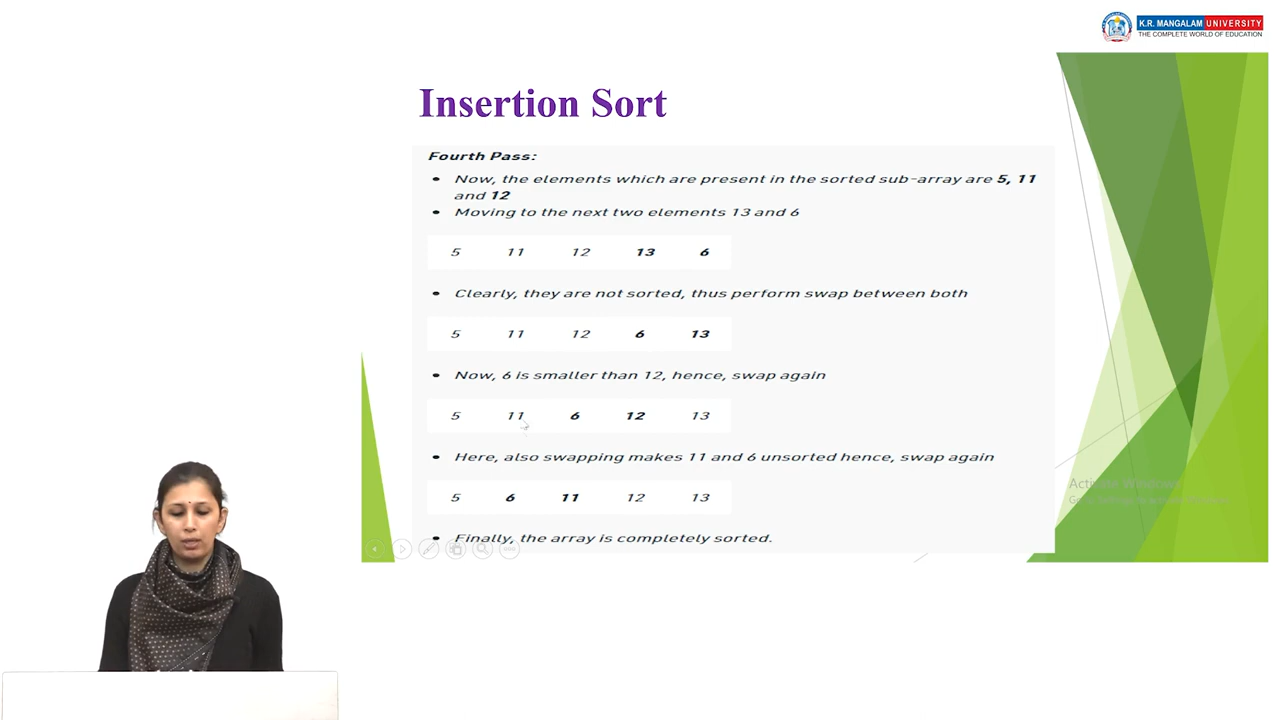 K.R. MANGALAM UNIVERSITY
THE COMPLETE WORLD OF EDUCATION
Insertion Sort
Fourth Pass:
• Now, the elements which are present in the sorted sub-array are 5, 11
and 12
• Moving to the next two elements 13 and 6
5 11 12 13 6
• Clearly, they are not sorted, thus perform swap between both
5 11 12 6 13
• Now, 6 is smaller than 12, hence, swap again
5 11 6 12 13
• Here, also swapping makes 11 and 6 unsorted hence, swap again
5 6 11 12 13
Activate Windows
• Finally, the array is completely sorted.